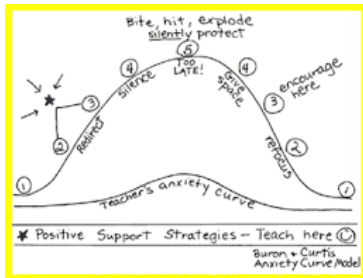 Bite, hit, explode
silently protect
5
TOO
LATE!
4
Silence
4
Give
space
3
encourage
here
3
Redirect
2
2
refocus
1
1
Teacher's anxiety curve
★ Positive Support Strategies - Teach here
Buron + Curtis
Anxiety Curve Model